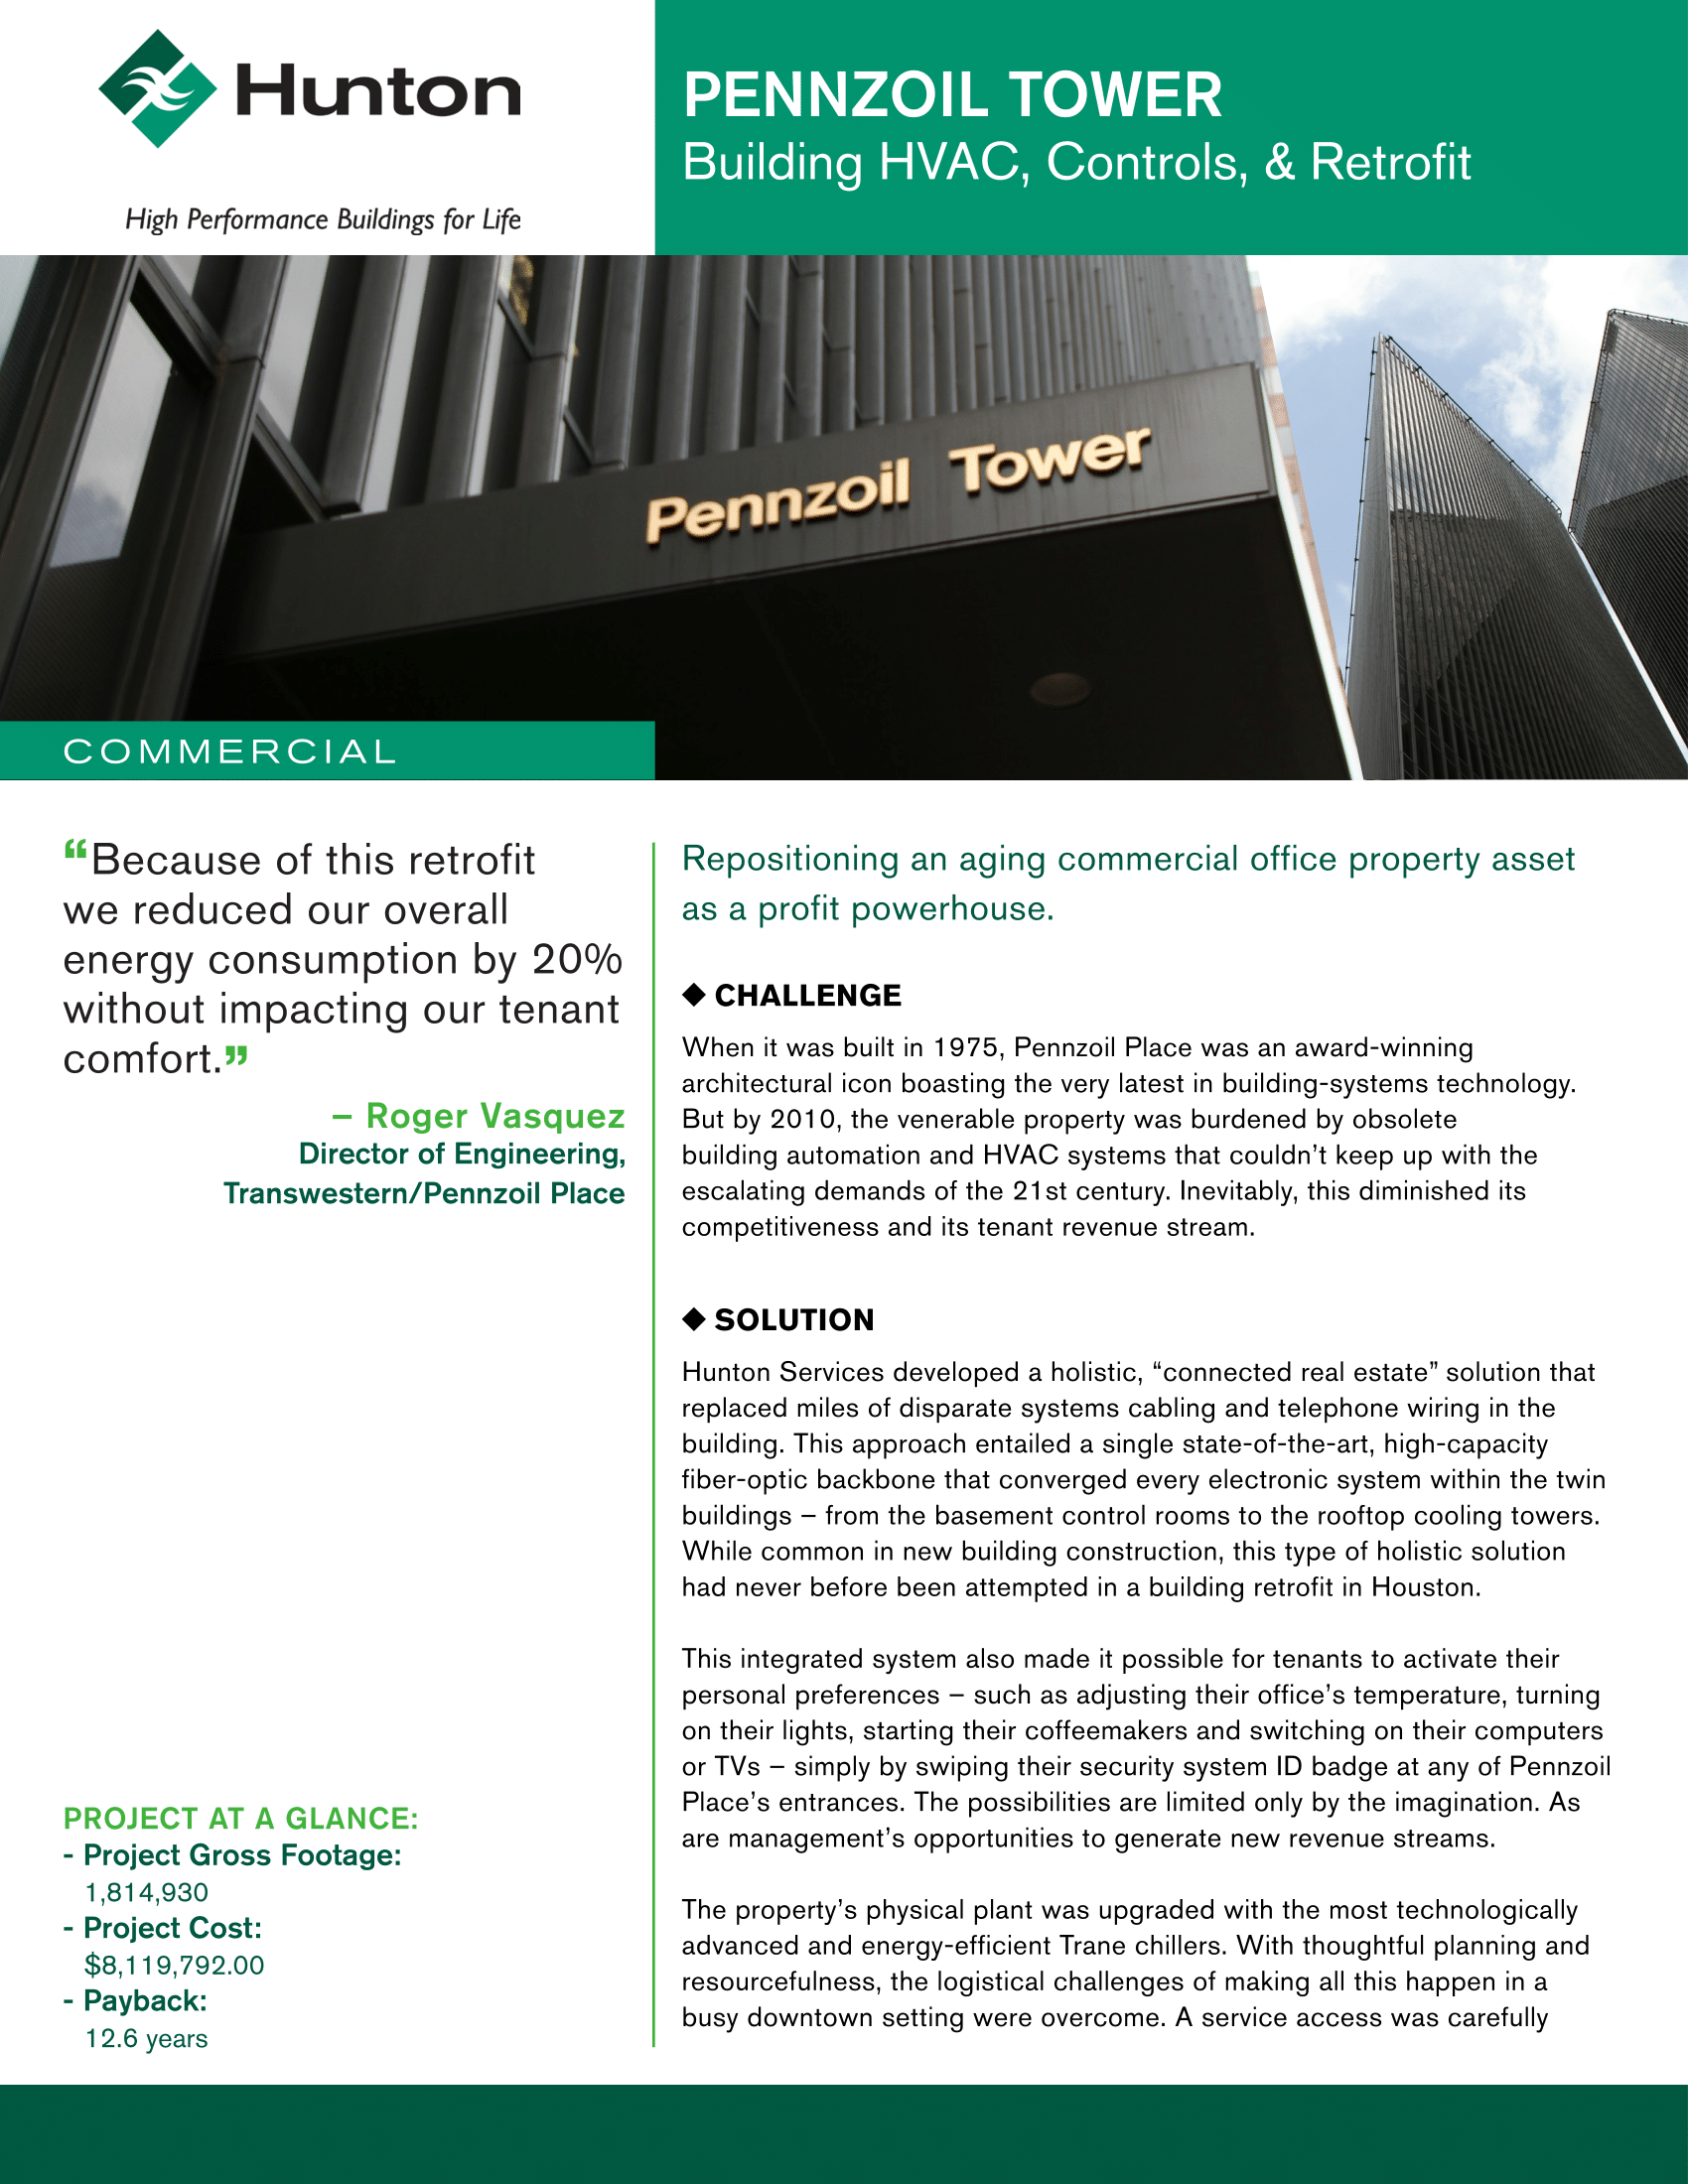 Hunton
High Performance Buildings for Life
PENNZOIL TOWER
Building HVAC, Controls, & Retrofit
Pennzoil Tower
COMMERCIAL
“Because of this retrofit
we reduced our overall
energy consumption by 20%
without impacting our tenant
comfort.”
– Roger Vasquez
Director of Engineering,
Transwestern/Pennzoil Place
PROJECT AT A GLANCE:
- Project Gross Footage:
1,814,930
- Project Cost:
$8,119,792.00
- Payback:
12.6 years
Repositioning an aging commercial office property asset
as a profit powerhouse.
◆ CHALLENGE
When it was built in 1975, Pennzoil Place was an award-winning
architectural icon boasting the very latest in building-systems technology.
But by 2010, the venerable property was burdened by obsolete
building automation and HVAC systems that couldn’t keep up with the
escalating demands of the 21st century. Inevitably, this diminished its
competitiveness and its tenant revenue stream.
◆ SOLUTION
Hunton Services developed a holistic, “connected real estate” solution that
replaced miles of disparate systems cabling and telephone wiring in the
building. This approach entailed a single state-of-the-art, high-capacity
fiber-optic backbone that converged every electronic system within the twin
buildings – from the basement control rooms to the rooftop cooling towers.
While common in new building construction, this type of holistic solution
had never before been attempted in a building retrofit in Houston.
This integrated system also made it possible for tenants to activate their
personal preferences – such as adjusting their office’s temperature, turning
on their lights, starting their coffeemakers and switching on their computers
or TVs – simply by swiping their security system ID badge at any of Pennzoil
Place’s entrances. The possibilities are limited only by the imagination. As
are management’s opportunities to generate new revenue streams.
The property’s physical plant was upgraded with the most technologically
advanced and energy-efficient Trane chillers. With thoughtful planning and
resourcefulness, the logistical challenges of making all this happen in a
busy downtown setting were overcome. A service access was carefully